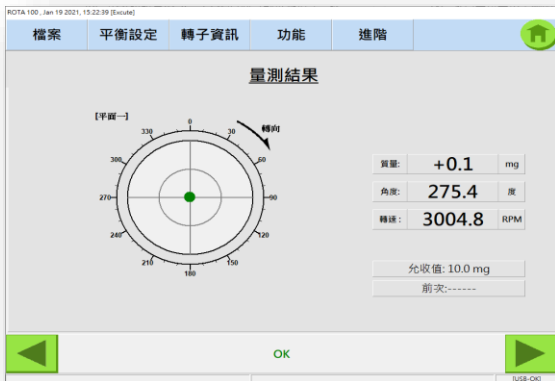 ROTA 100 , Jan 19 2021, 15:22:39 [Excute]
檔案 平衡設定 轉子資訊 功能 進階
量測結果
[平面一]
轉向
0
330 30
300 60
270 90
240 120
210 150
180
質量: +0.1 mg
角度: 275.4 度
轉速: 3004.8 RPM
允收值: 10.0 mg
前次:------
OK
[USB-OK]